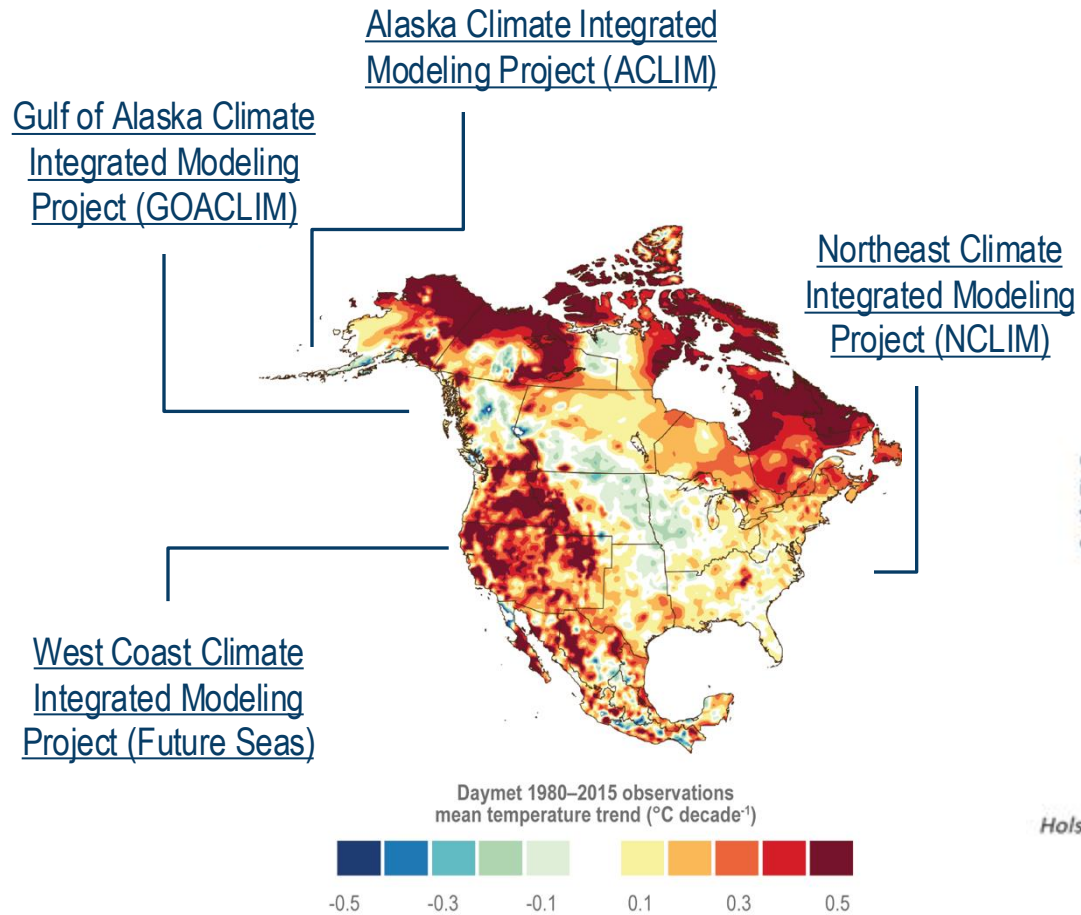 Alaska Climate Integrated
Modeling Project (ACLIM)
Gulf of Alaska Climate
Integrated Modeling
Project (GOACLIM)
Northeast Climate
Integrated Modeling
Project (NCLIM)
West Coast Climate
Integrated Modeling
Project (Future Seas)
Daymet 1980–2015 observations
mean temperature trend (°C decade⁻¹)
-0.5 -0.3 -0.1 0.1 0.3 0.5
Hols